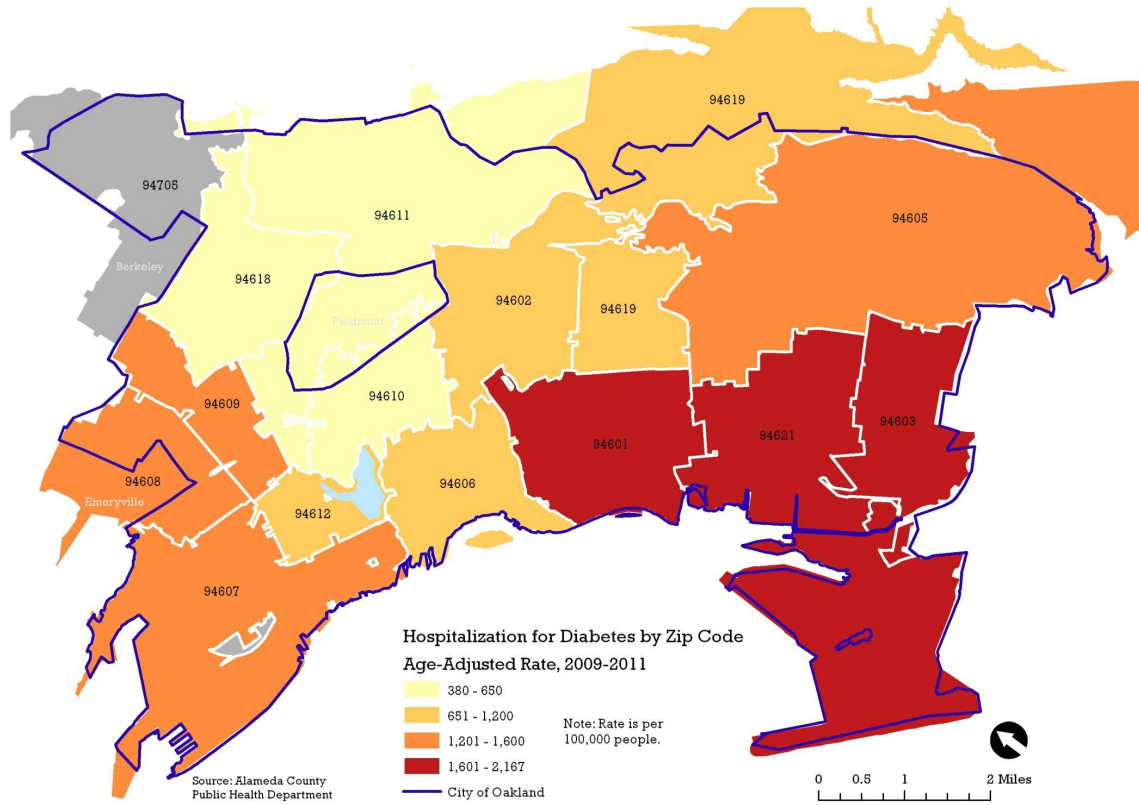 94619
94705
94611
94605
Berkeley
94618
94602
94619
Piedmont
94610
94609
94601
94621
94603
94608
94606
Emeryville
94612
94607
Hospitalization for Diabetes by Zip Code
Age-Adjusted Rate, 2009-2011
380 - 650
651 - 1,200
1,201 - 1,600
1,601 - 2,167
City of Oakland
Note: Rate is per
100,000 people.
Source: Alameda County
Public Health Department
0 0.5 1 2 Miles